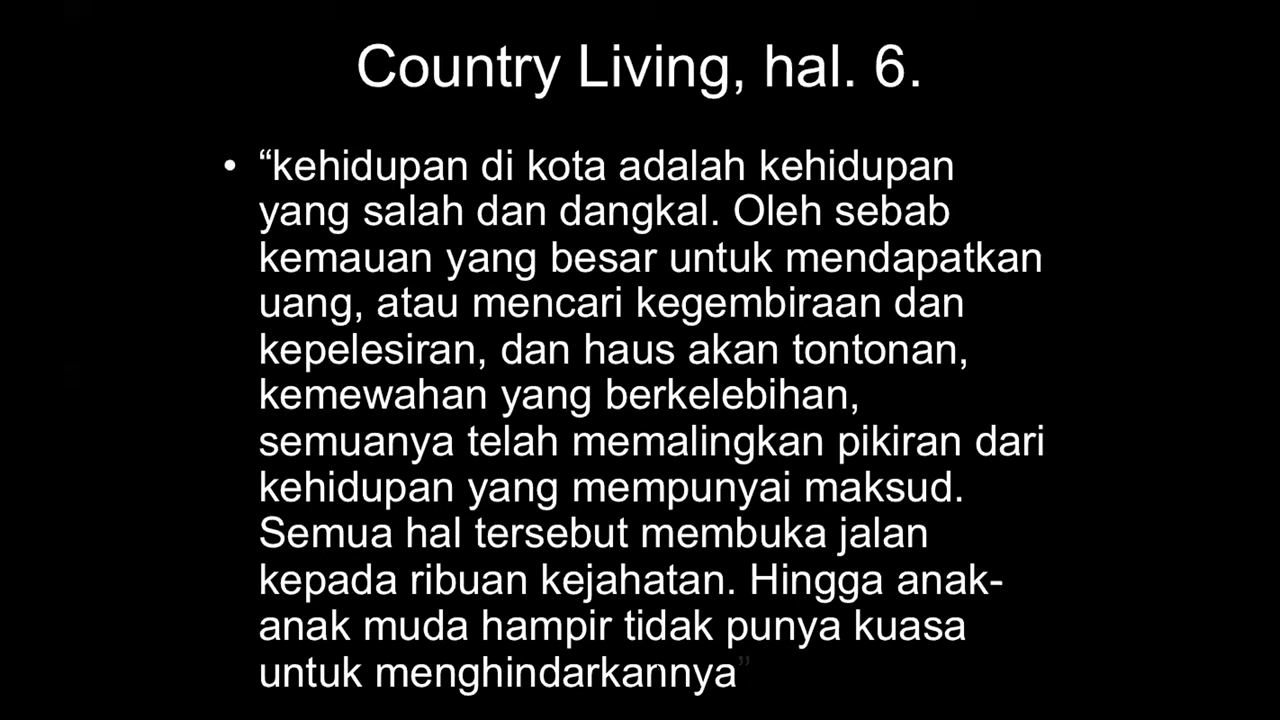 Country Living, hal. 6.
• “kehidupan di kota adalah kehidupan
yang salah dan dangkal. Oleh sebab
kemauan yang besar untuk mendapatkan
uang, atau mencari kegembiraan dan
kepelesiran, dan haus akan tontonan,
kemewahan yang berkelebihan,
semuanya telah memalingkan pikiran dari
kehidupan yang mempunyai maksud.
Semua hal tersebut membuka jalan
kepada ribuan kejahatan. Hingga anak-
anak muda hampir tidak punya kuasa
untuk menghindarkannya”